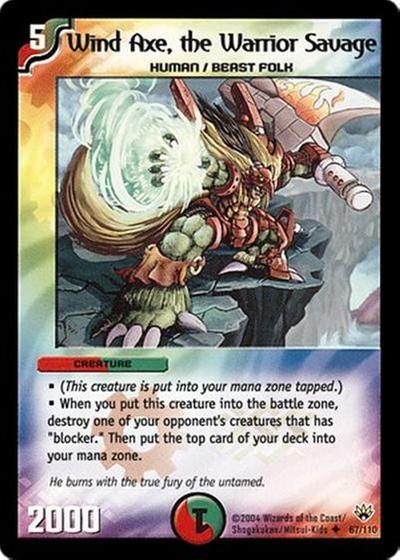 5
Wind Axe, the Warrior Savage
HUMAN / BEAST FOLK
CREATURE
▪ (This creature is put into your mana zone tapped.)
▪ When you put this creature into the battle zone,
destroy one of your opponent's creatures that has
"blocker." Then put the top card of your deck into
your mana zone.
He burns with the true fury of the untamed.
2000
1
©2004 Wizards of the Coast/
Shogakukan/Mitsui-Kids ♦ 67/110